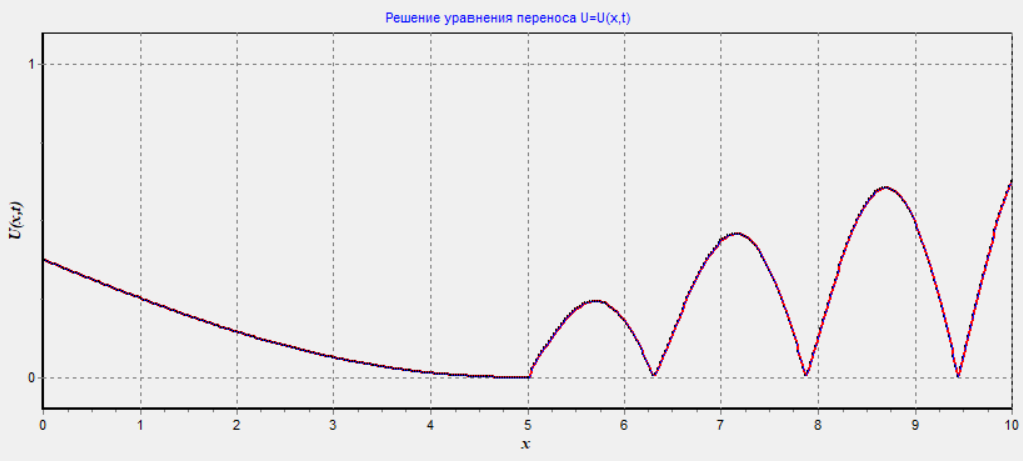 Решение уравнения переноса U=U(x,t)
1
U(x,t)
0
0 1 2 3 4 5 6 7 8 9 10
x